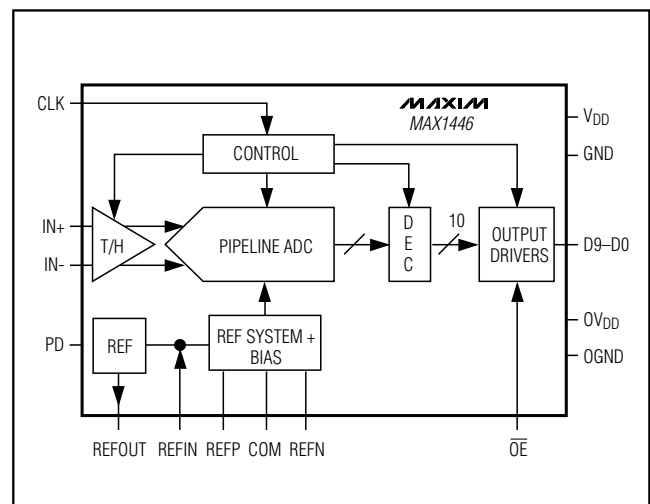 CLK
MAXIM
MAX1446
VDD
GND
CONTROL
IN+
IN-
T/H
PIPELINE ADC
D
E
C
10
OUTPUT
DRIVERS
D9–D0
PD
REF
REF SYSTEM +
BIAS
OVDD
OGND
REFOUT
REFIN
REFP
COM
REFN
OE